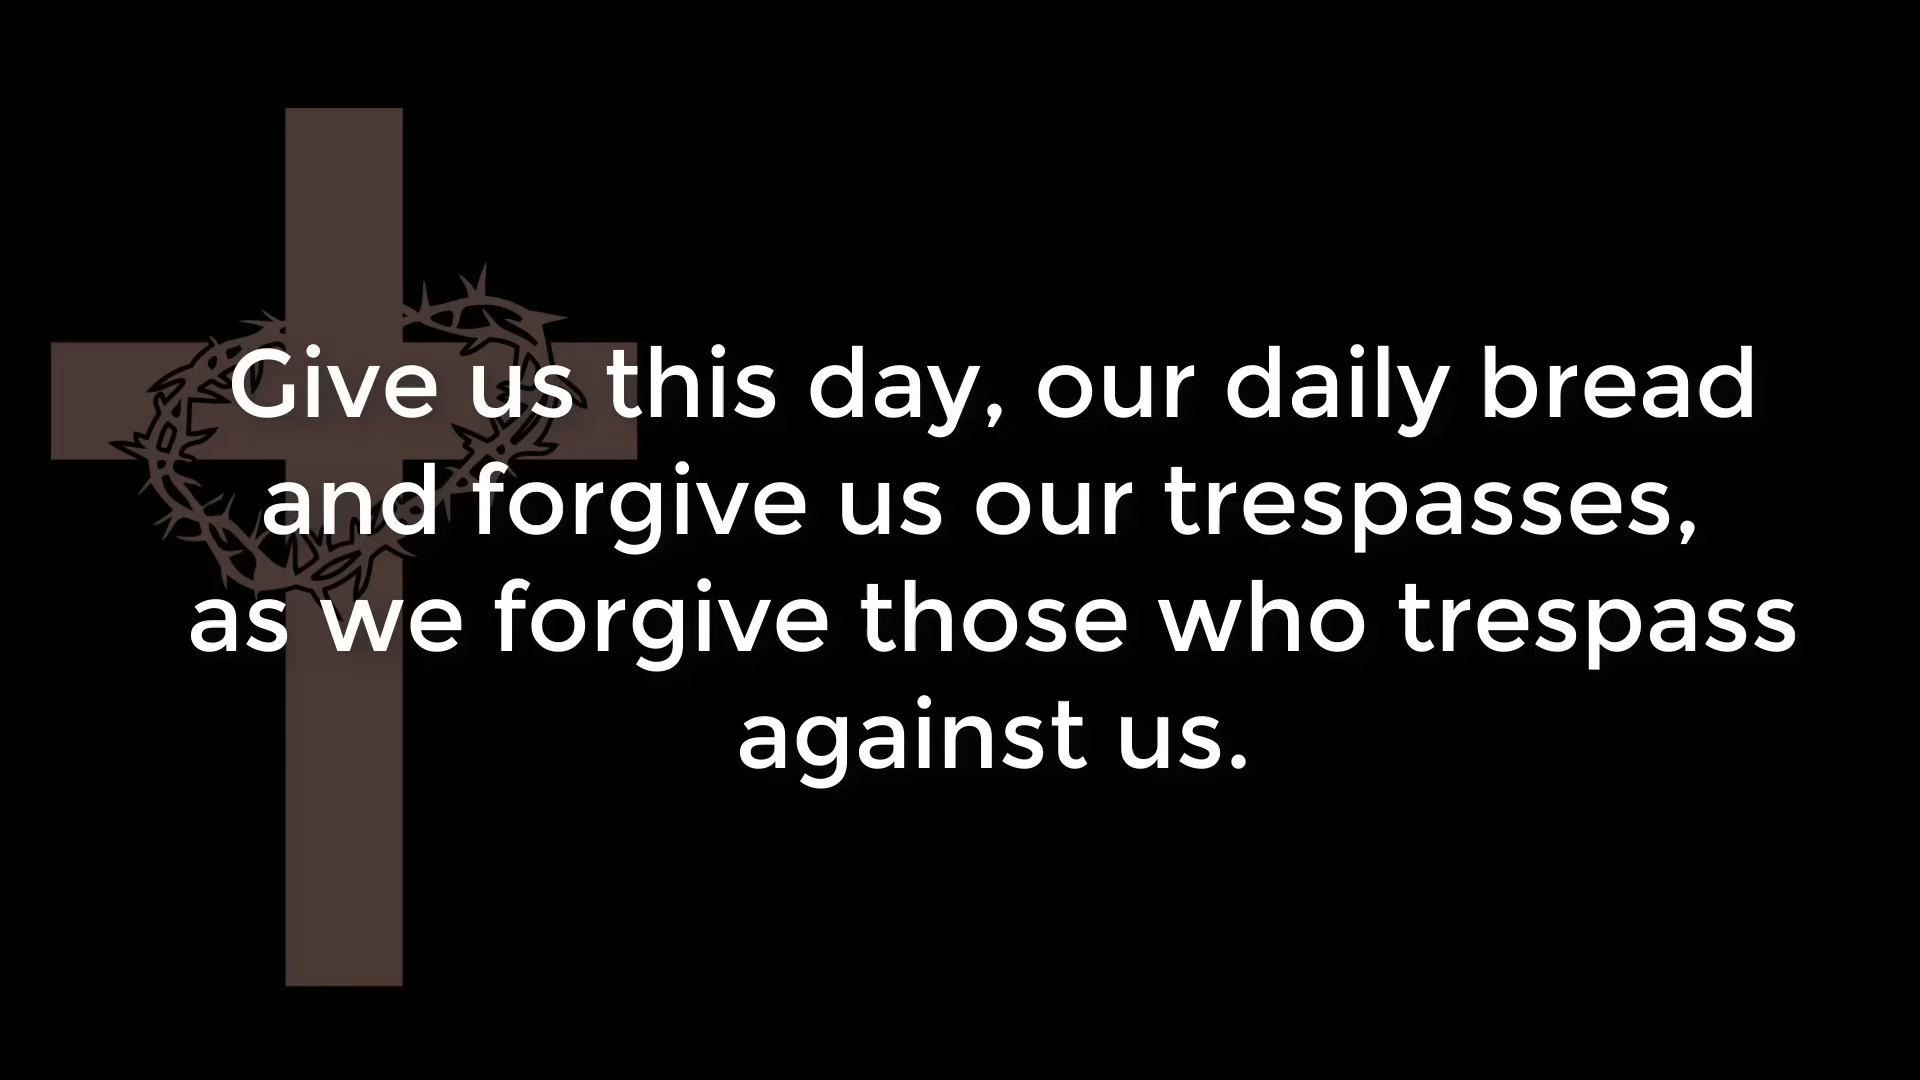 Give us this day, our daily bread
and forgive us our trespasses,
as we forgive those who trespass
against us.